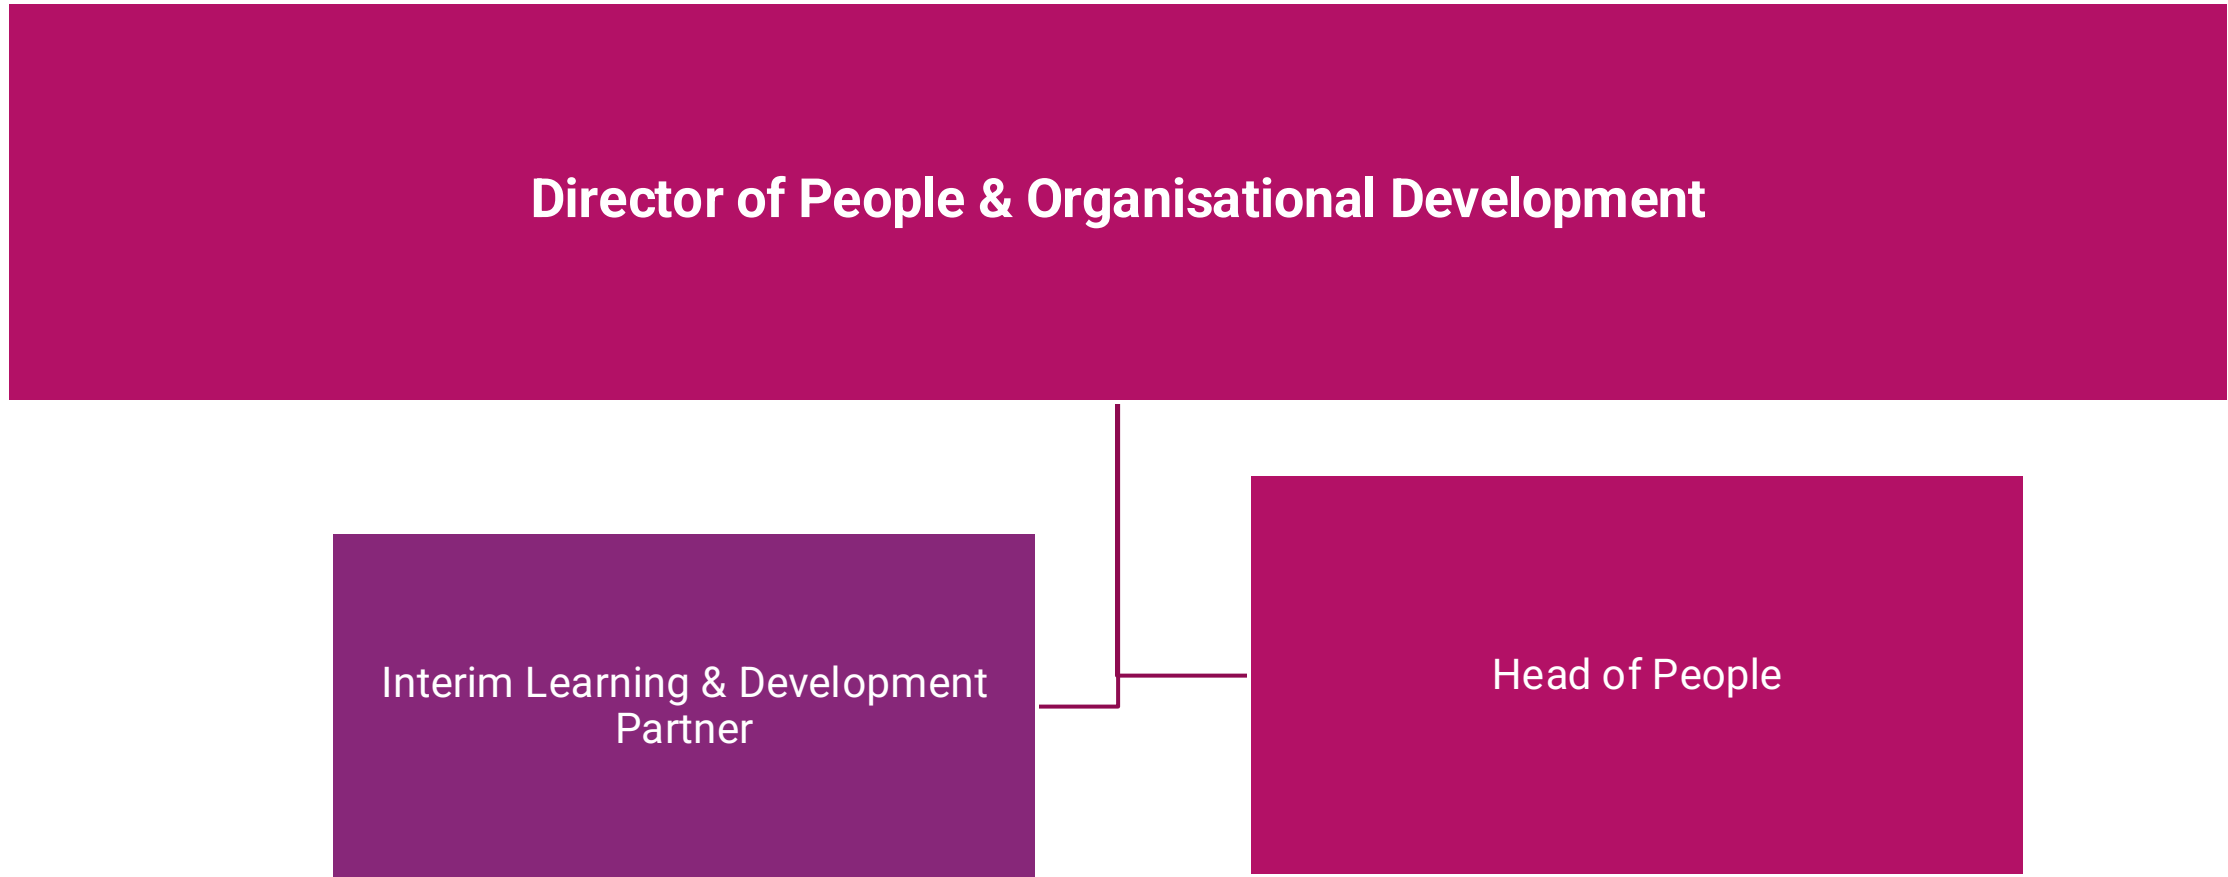 Director of People & Organisational Development
Interim Learning & Development
Partner
Head of People